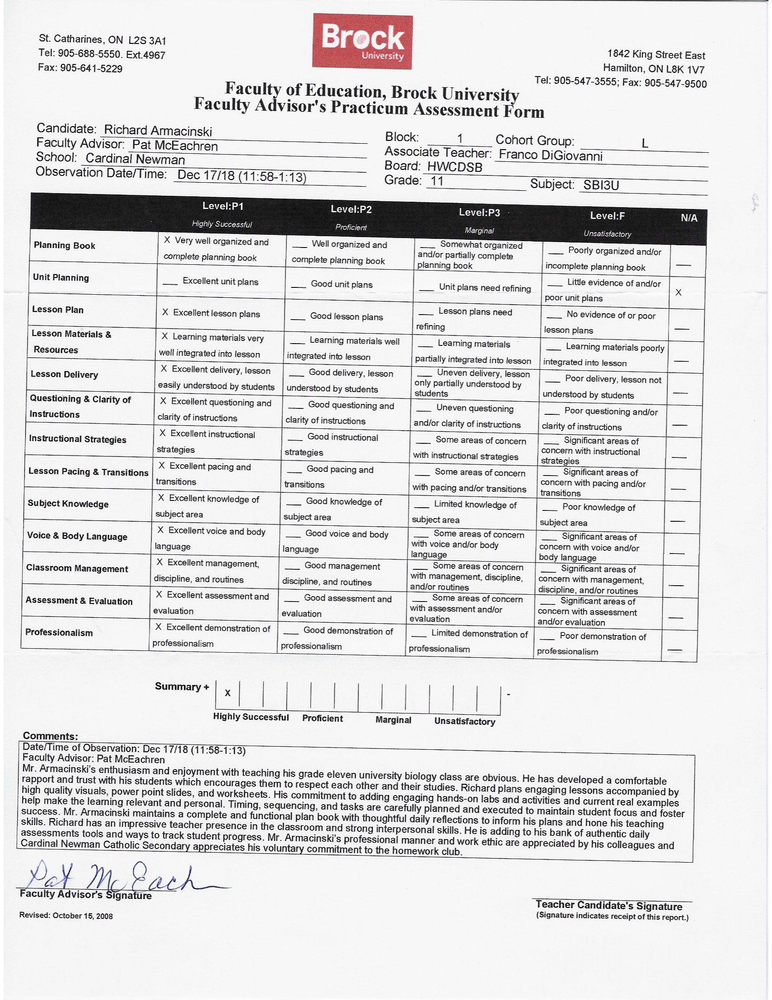 St. Catharines, ON L2S 3A1
Tel: 905-688-5550. Ext.4967
Fax: 905-641-5229
Brock
University
1842 King Street East
Hamilton, ON L8K 1V7
Tel: 905-547-3555; Fax: 905-547-9500
Faculty of Education, Brock University
Faculty Advisor's Practicum Assessment Form
Candidate: Richard Armacinski
Faculty Advisor: Pat McEachren
School: Cardinal Newman
Observation Date/Time: Dec 17/18 (11:58-1:13)
Block: 1 Cohort Group: L
Associate Teacher: Franco DiGiovanni
Board: HWCDSB
Grade: 11 Subject: SBI3U
Level:P1 Level:P2 Level:P3 Level:F N/A
Highly Successful Proficient Marginal Unsatisfactory
Planning Book
X Very well organized and
complete planning book
___ Well organized and
complete planning book
___ Somewhat organized
and/or partially complete
planning book
___ Poorly organized and/or
incomplete planning book
___
Unit Planning
___ Excellent unit plans
___ Good unit plans
___ Unit plans need refining
___ Little evidence of and/or
poor unit plans
X
Lesson Plan
X Excellent lesson plans
___ Good lesson plans
___ Lesson plans need
refining
___ No evidence of or poor
lesson plans
___
Lesson Materials &
Resources
X Learning materials very
well integrated into lesson
___ Learning materials well
integrated into lesson
___ Learning materials
partially integrated into lesson
___ Learning materials poorly
integrated into lesson
___
Lesson Delivery
X Excellent delivery, lesson
easily understood by students
___ Good delivery, lesson
understood by students
___ Uneven delivery, lesson
only partially understood by
students
___ Poor delivery, lesson not
understood by students
___
Questioning & Clarity of
Instructions
X Excellent questioning and
clarity of instructions
___ Good questioning and
clarity of instructions
___ Uneven questioning
and/or clarity of instructions
___ Poor questioning and/or
clarity of instructions
___
Instructional Strategies
X Excellent instructional
strategies
___ Good instructional
strategies
___ Some areas of concern
with instructional strategies
___ Significant areas of
concern with instructional
strategies
___
Lesson Pacing & Transitions
X Excellent pacing and
transitions
___ Good pacing and
transitions
___ Some areas of concern
with pacing and/or transitions
___ Significant areas of
concern with pacing and/or
transitions
___
Subject Knowledge
X Excellent knowledge of
subject area
___ Good knowledge of
subject area
___ Limited knowledge of
subject area
___ Poor knowledge of
subject area
___
Voice & Body Language
X Excellent voice and body
language
___ Good voice and body
language
___ Some areas of concern
with voice and/or body
language
___ Significant areas of
concern with voice and/or
body language
___
Classroom Management
X Excellent management,
discipline, and routines
___ Good management
discipline, and routines
___ Some areas of concern
with management, discipline,
and/or routines
___ Significant areas of
concern with management,
discipline, and/or routines
___
Assessment & Evaluation
X Excellent assessment and
evaluation
___ Good assessment and
evaluation
___ Some areas of concern
with assessment and/or
evaluation
___ Significant areas of
concern with assessment
and/or evaluation
___
Professionalism
X Excellent demonstration of
professionalism
___ Good demonstration of
professionalism
___ Limited demonstration of
professionalism
___ Poor demonstration of
professionalism
___
Summary + X -
Highly Successful Proficient Marginal Unsatisfactory
Comments:
Date/Time of Observation: Dec 17/18 (11:58-1:13)
Faculty Advisor: Pat McEachren
Mr. Armacinski's enthusiasm and enjoyment with teaching his grade eleven university biology class are obvious. He has developed a comfortable
rapport and trust with his students which encourages them to respect each other and their studies. Richard plans engaging lessons accompanied by
high quality visuals, power point slides, and worksheets. His commitment to adding engaging hands-on labs and activities and current real examples
help make the learning relevant and personal. Timing, sequencing, and tasks are carefully planned and executed to maintain student focus and foster
success. Mr. Armacinski maintains a complete and functional plan book with thoughtful daily reflections to inform his plans and hone his teaching
skills. Richard has an impressive teacher presence in the classroom and strong interpersonal skills. He is adding to his bank of authentic daily
assessments tools and ways to track student progress. Mr. Armacinski's professional manner and work ethic are appreciated by his colleagues and
Cardinal Newman Catholic Secondary appreciates his voluntary commitment to the homework club.
Pat McEach
Faculty Advisor's Signature
Teacher Candidate's Signature
(Signature indicates receipt of this report.)
Revised: October 15, 2008